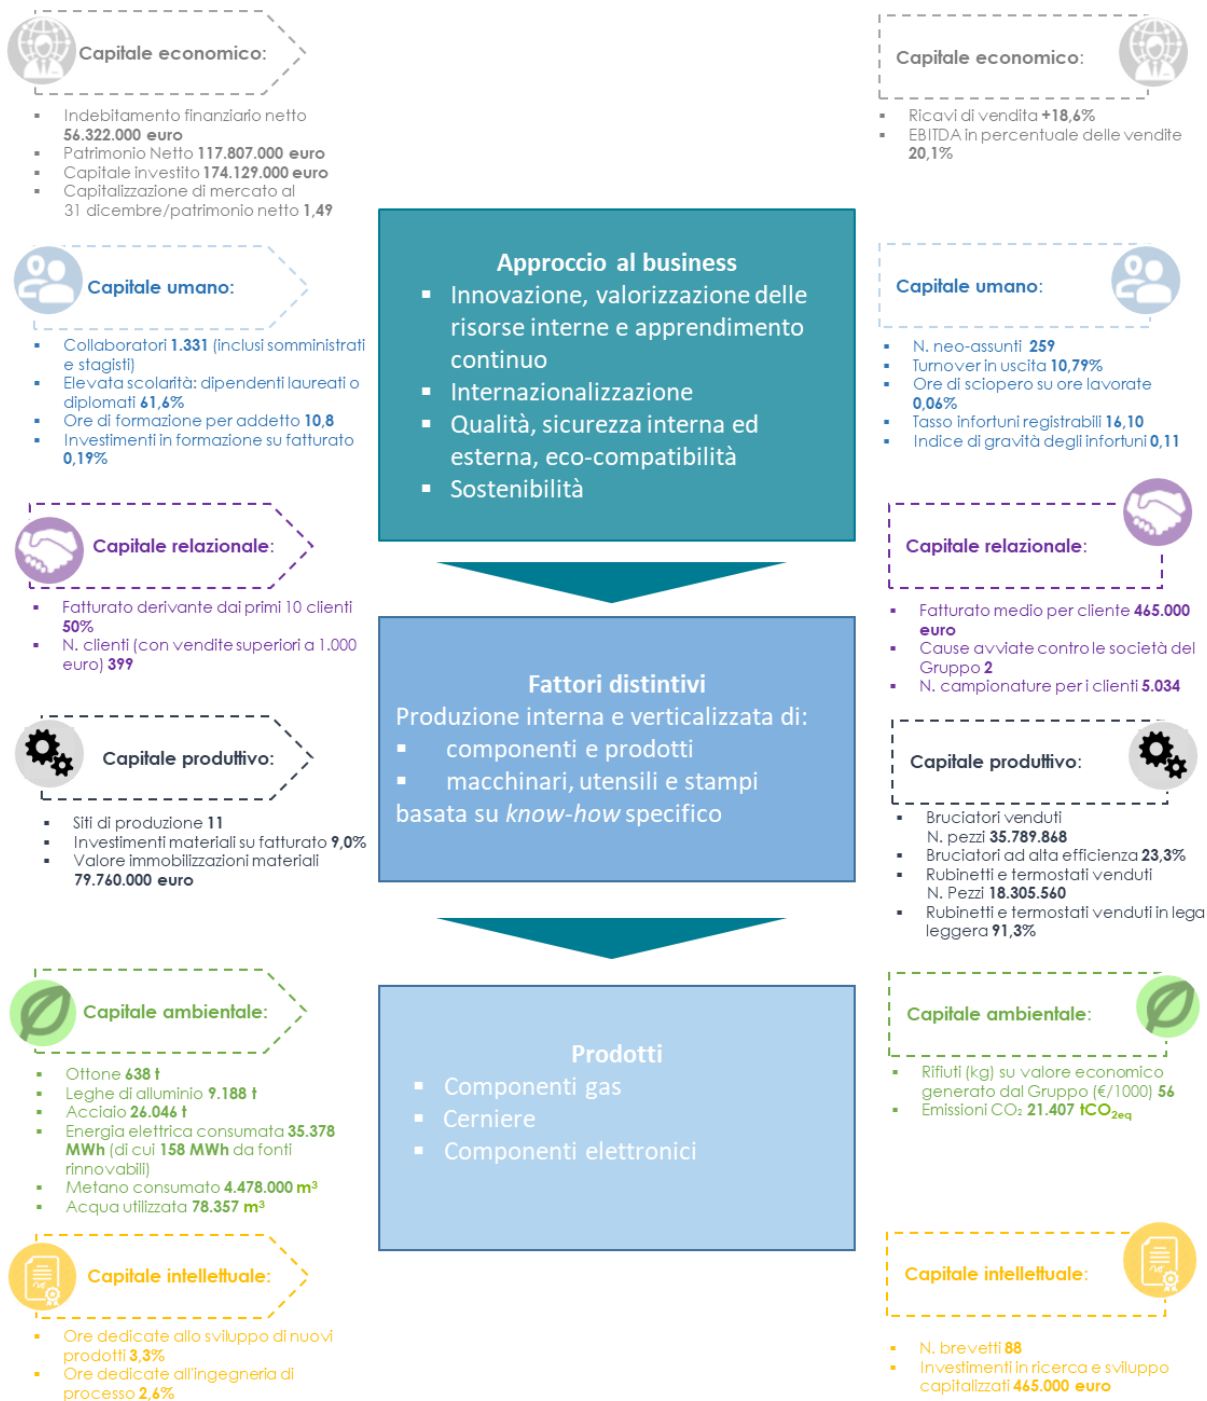 Capitale economico:
Indebitamento finanziario netto
56.322.000 euro
Patrimonio Netto 117.807.000 euro
Capitale investito 174.129.000 euro
Capitalizzazione di mercato al
31 dicembre/patrimonio netto 1,49
Capitale umano:
Collaboratori 1.331 (inclusi somministrati
e stagisti)
Elevata scolarità: dipendenti laureati o
diplomati 61,6%
Ore di formazione per addetto 10,8
Investimenti in formazione su fatturato
0,19%
Capitale relazionale:
Fatturato derivante dai primi 10 clienti
50%
N. clienti (con vendite superiori a 1.000
euro) 399
Capitale produttivo:
Siti di produzione 11
Investimenti materiali su fatturato 9,0%
Valore immobilizzazioni materiali
79.760.000 euro
Capitale ambientale:
Ottone 638 t
Leghe di alluminio 9.188 t
Acciaio 26.046 t
Energia elettrica consumata 35.378
MWh (di cui 158 MWh da fonti
rinnovabili)
Metano consumato 4.478.000 m³
Acqua utilizzata 78.357 m³
Capitale intellettuale:
Ore dedicate allo sviluppo di nuovi
prodotti 3,3%
Ore dedicate all'ingegneria di
processo 2,6%
Approccio al business
Innovazione, valorizzazione delle
risorse interne e apprendimento
continuo
Internazionalizzazione
Qualità, sicurezza interna ed
esterna, eco-compatibilità
Sostenibilità
Fattori distintivi
Produzione interna e verticalizzata di:
componenti e prodotti
macchinari, utensili e stampi
basata su know-how specifico
Prodotti
Componenti gas
Cerniere
Componenti elettronici
Capitale economico:
Ricavi di vendita +18,6%
EBITDA in percentuale delle vendite
20,1%
Capitale umano:
N. neo-assunti 259
Turnover in uscita 10,79%
Ore di sciopero su ore lavorate
0,06%
Tasso infortuni registrabili 16,10
Indice di gravità degli infortuni 0,11
Capitale relazionale:
Fatturato medio per cliente 465.000
euro
Cause avviate contro le società del
Gruppo 2
N. campionature per i clienti 5.034
Capitale produttivo:
Bruciatori venduti
N. pezzi 35.789.868
Bruciatori ad alta efficienza 23,3%
Rubinetti e termostati venduti
N. Pezzi 18.305.560
Rubinetti e termostati venduti in lega
leggera 91,3%
Capitale ambientale:
Rifiuti (kg) su valore economico
generato dal Gruppo (€/1000) 56
Emissioni CO₂ 21.407 tCO₂eq
Capitale intellettuale:
N. brevetti 88
Investimenti in ricerca e sviluppo
capitalizzati 465.000 euro